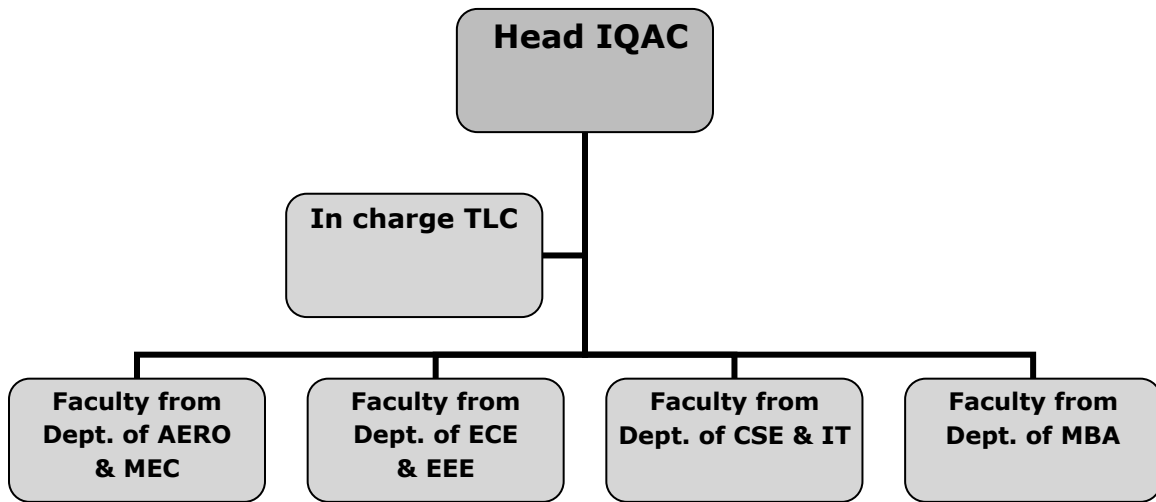 Head IQAC
In charge TLC
Faculty from
Dept. of AERO
& MEC
Faculty from
Dept. of ECE
& EEE
Faculty from
Dept. of CSE & IT
Faculty from
Dept. of MBA